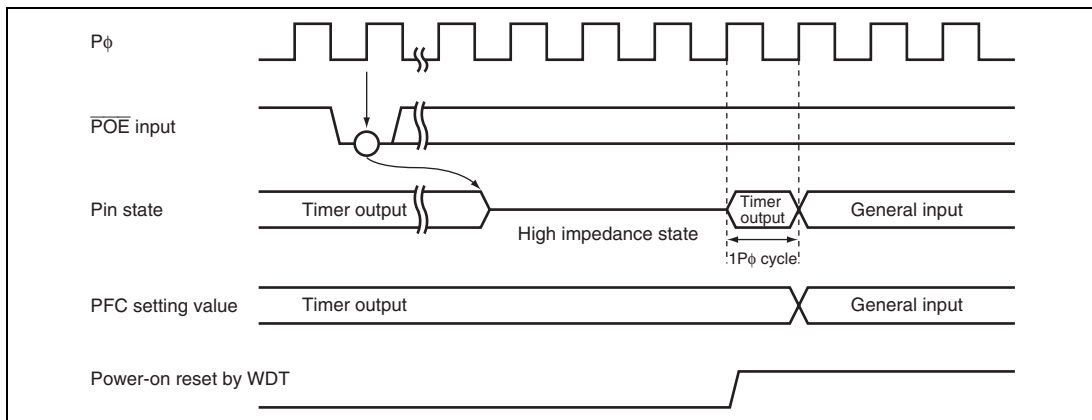 Pϕ
POE input
Pin state
Timer output
High impedance state
Timer
output
General input
1Pϕ cycle
PFC setting value
Timer output
General input
Power-on reset by WDT